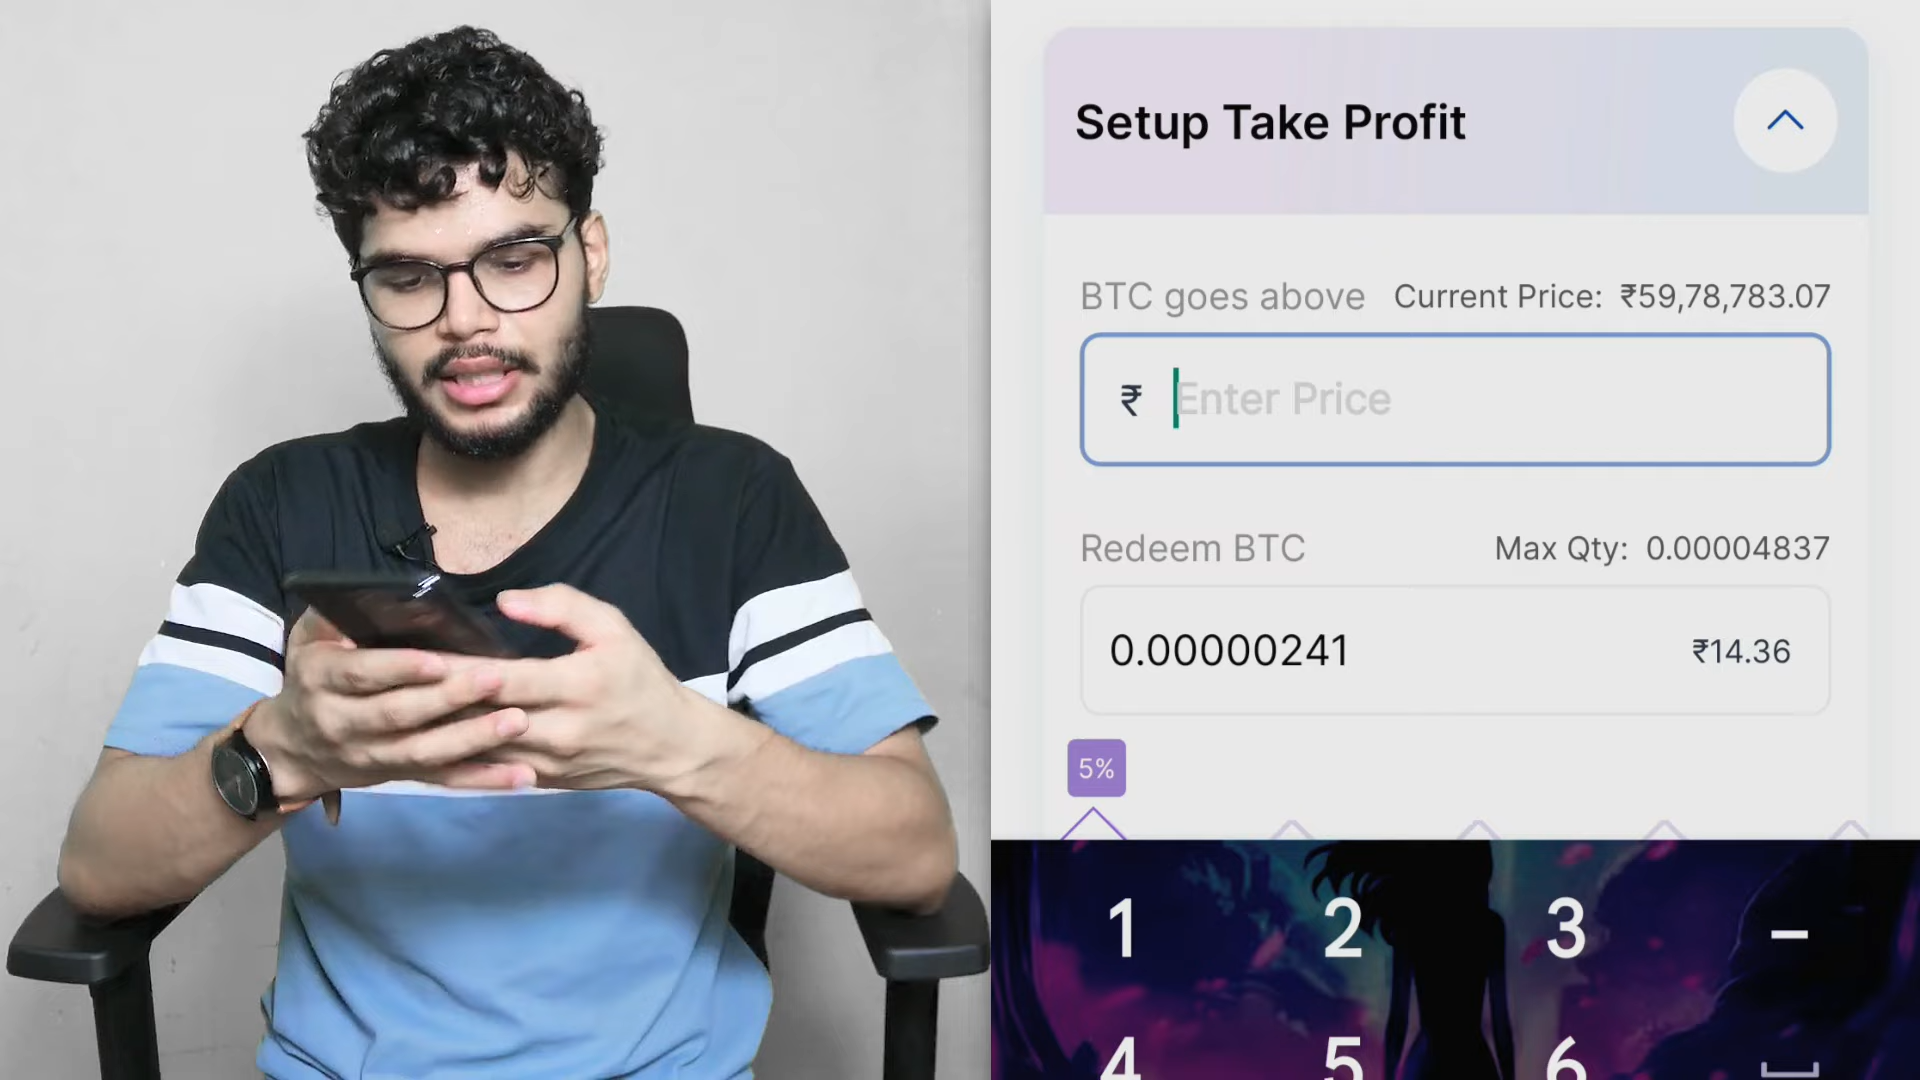 Setup Take Profit
BTC goes above Current Price: ₹59,78,783.07
₹ Enter Price
Redeem BTC Max Qty: 0.00004837
0.00000241 ₹14.36
5%
1 2 3 –
4 5 6